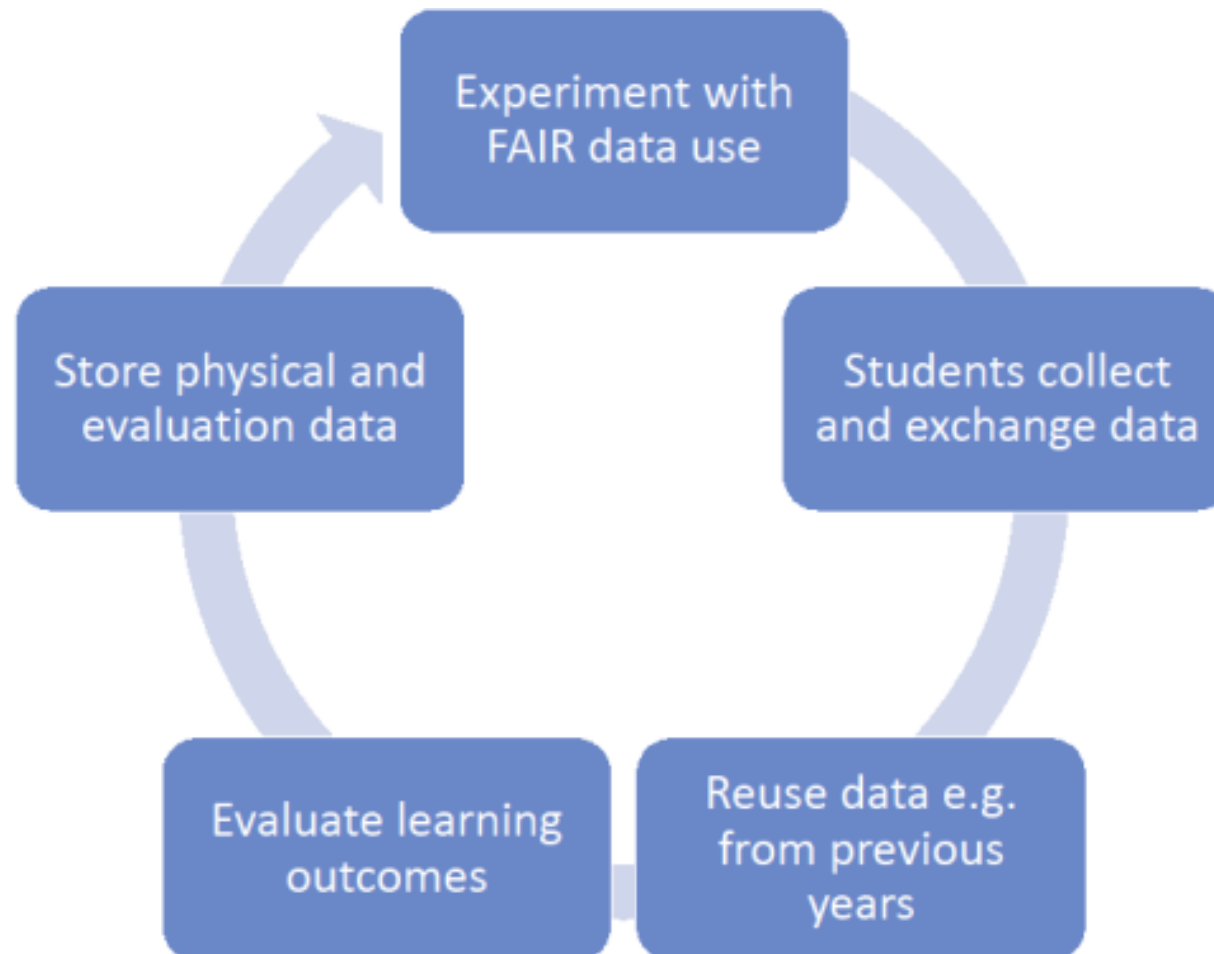 Experiment with
FAIR data use
Students collect
and exchange data
Reuse data e.g.
from previous
years
Evaluate learning
outcomes
Store physical and
evaluation data